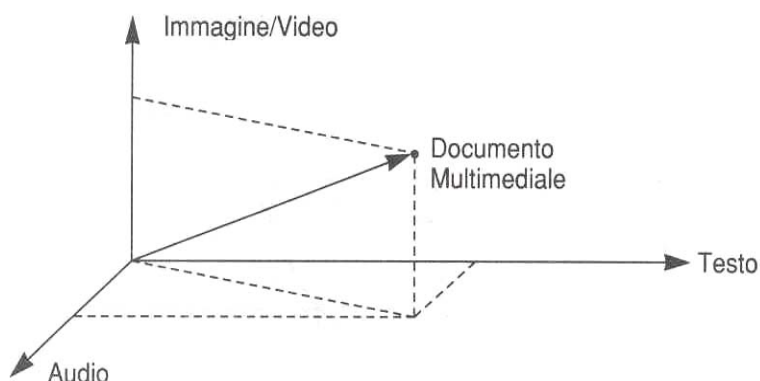 Immagine/Video
Documento
Multimediale
Testo
Audio